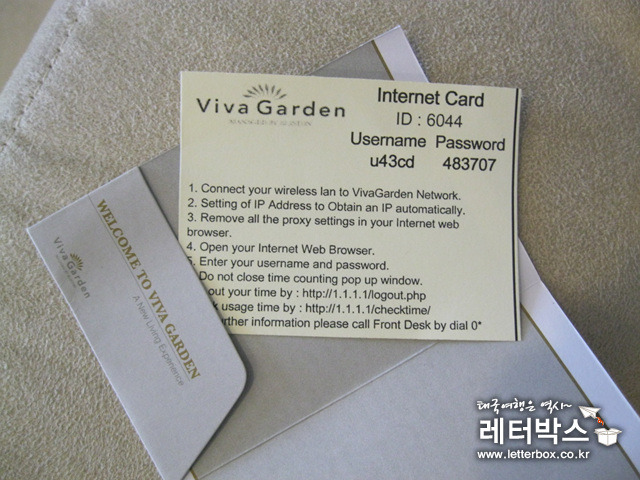 Viva Garden
MANAGED BY
Internet Card
ID : 6044
Username Password
u43cd 483707
1. Connect your wireless lan to VivaGarden Network.
2. Setting of IP Address to Obtain an IP automatically.
3. Remove all the proxy settings in your Internet web
browser.
4. Open your Internet Web Browser.
5. Enter your username and password.
Do not close time counting pop up window.
out your time by : http://1.1.1.1/logout.php
usage time by : http://1.1.1.1/checktime/
further information please call Front Desk by dial 0*
Viva Garden
WELCOME TO VIVA GARDEN
A New Living Experience
태국여행은 역시~
레터박스
www.letterbox.co.kr